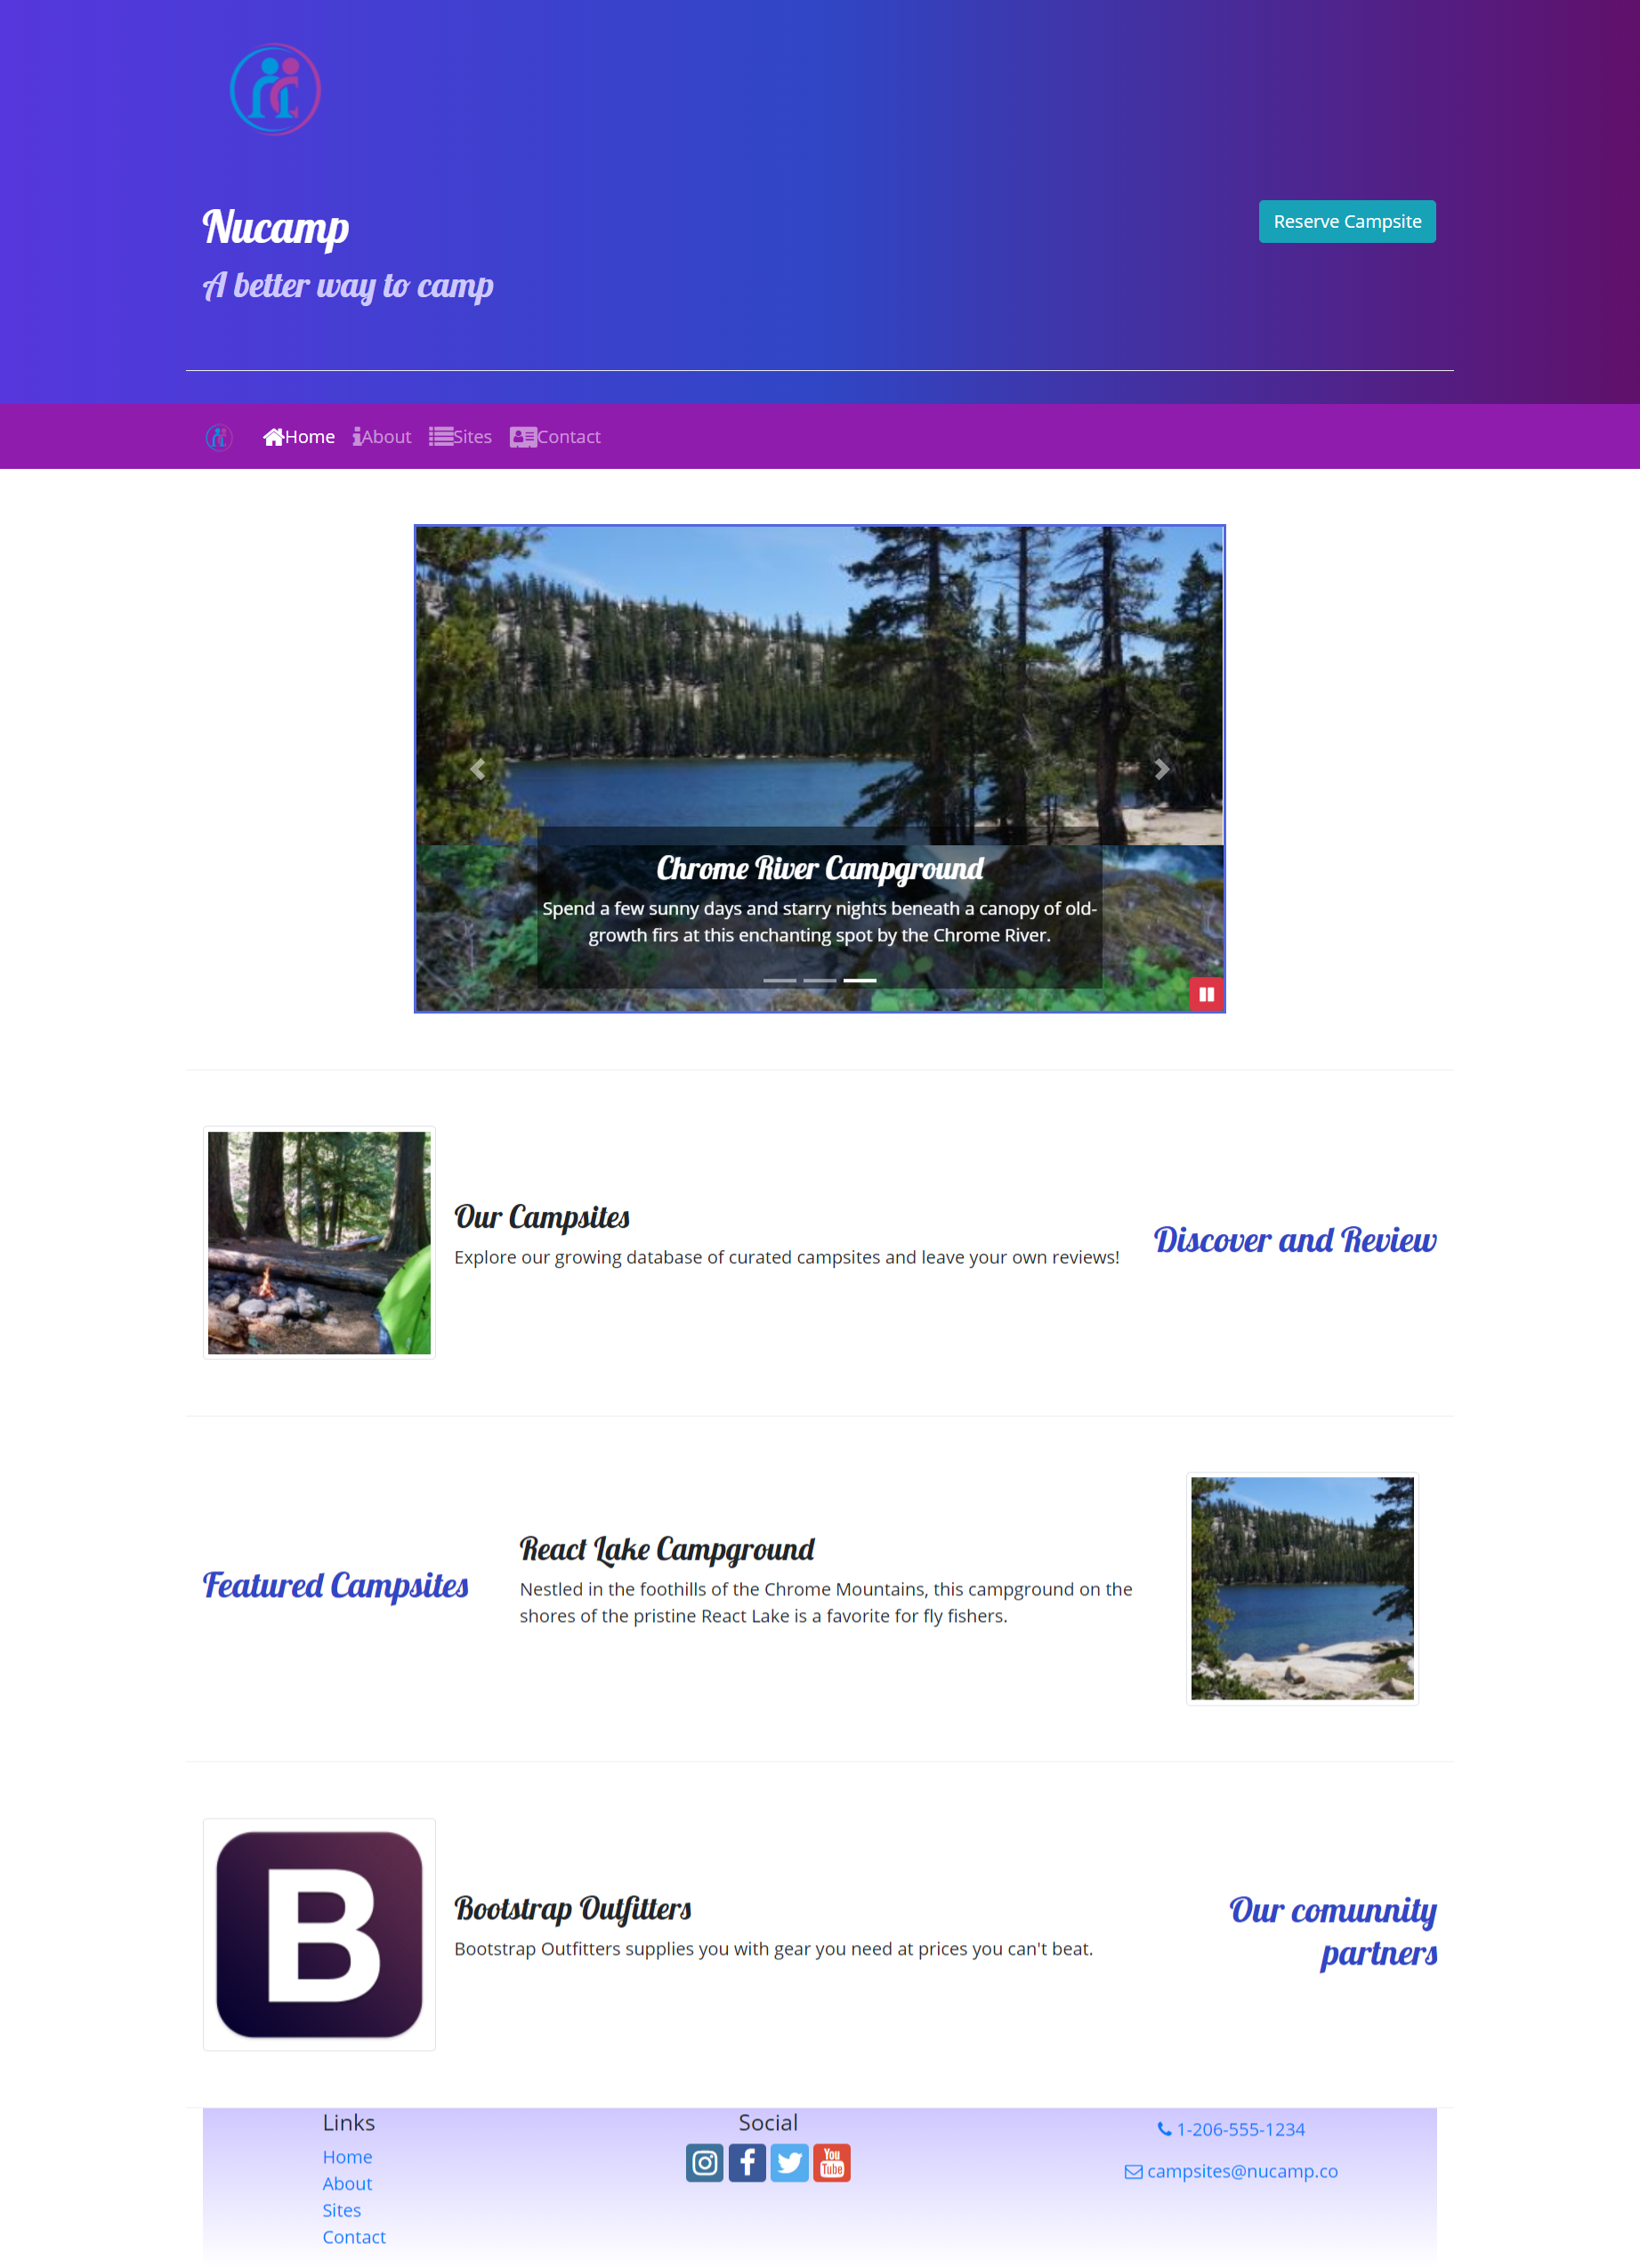 Nucamp
Reserve Campsite
A better way to camp
Home About Sites Contact
Chrome River Campground
Spend a few sunny days and starry nights beneath a canopy of old-
growth firs at this enchanting spot by the Chrome River.
Our Campsites
Explore our growing database of curated campsites and leave your own reviews!
Discover and Review
Featured Campsites
React Lake Campground
Nestled in the foothills of the Chrome Mountains, this campground on the
shores of the pristine React Lake is a favorite for fly fishers.
B
Bootstrap Outfitters
Bootstrap Outfitters supplies you with gear you need at prices you can't beat.
Our comunnity
partners
Links
Home
About
Sites
Contact
Social
You
Tube
1-206-555-1234
campsites@nucamp.co